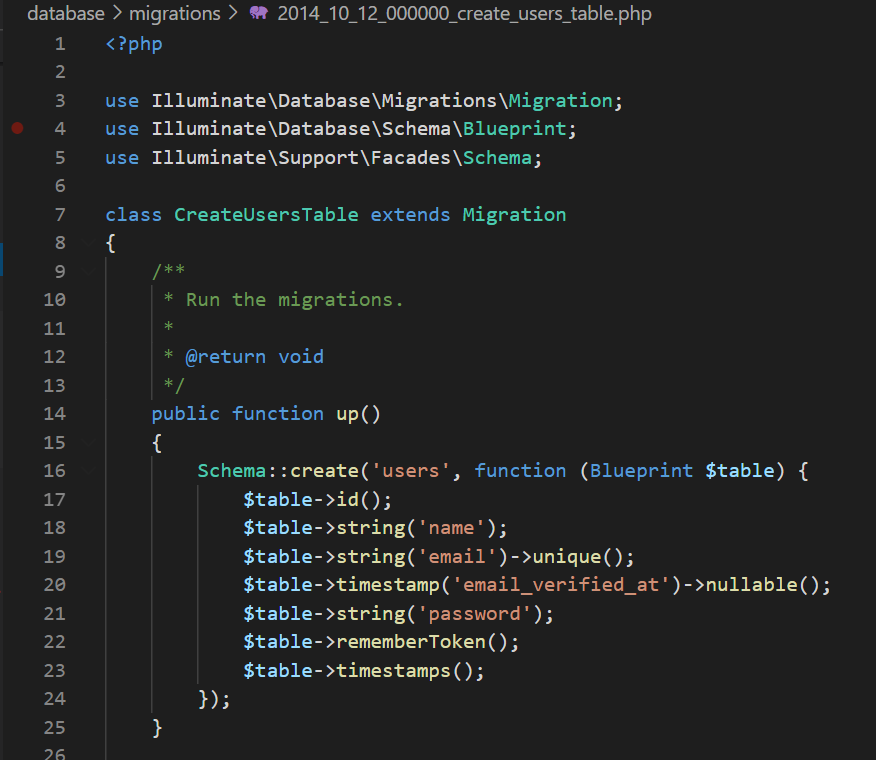 database > migrations > 2014_10_12_000000_create_users_table.php
1 <?php
2
3 use Illuminate\Database\Migrations\Migration;
4 use Illuminate\Database\Schema\Blueprint;
5 use Illuminate\Support\Facades\Schema;
6
7 class CreateUsersTable extends Migration
8 {
9     /**
10      * Run the migrations.
11      *
12      * @return void
13      */
14     public function up()
15     {
16         Schema::create('users', function (Blueprint $table) {
17             $table->id();
18             $table->string('name');
19             $table->string('email')->unique();
20             $table->timestamp('email_verified_at')->nullable();
21             $table->string('password');
22             $table->rememberToken();
23             $table->timestamps();
24         });
25     }
26